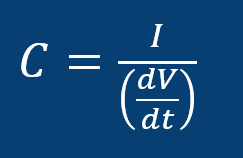 C = I / (dV/dt)